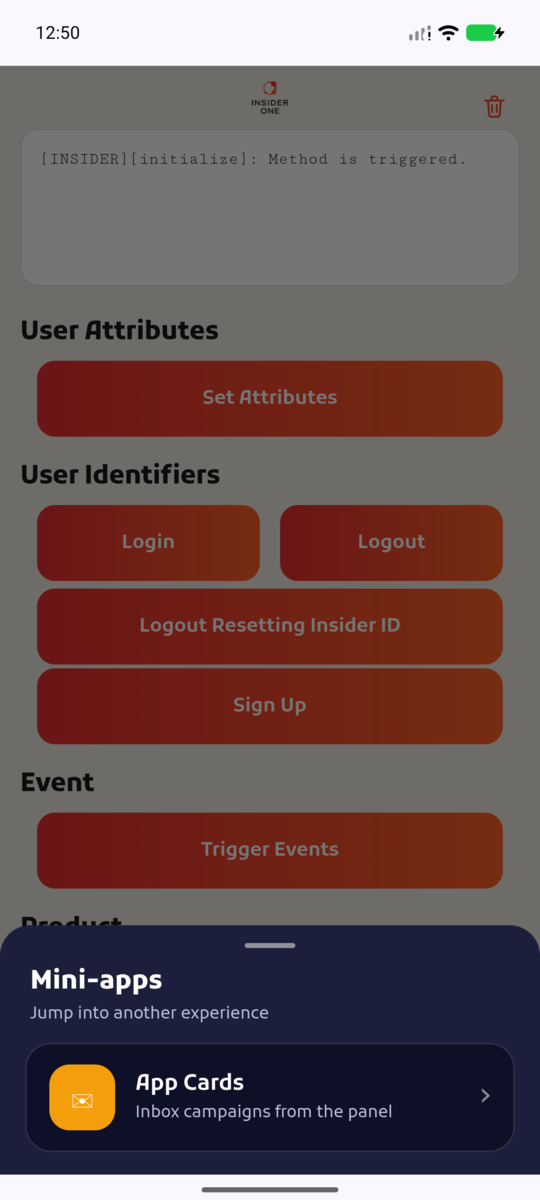 12:50
INSIDER
ONE
[INSIDER][initialize]: Method is triggered.
User Attributes
Set Attributes
User Identifiers
Login
Logout
Logout Resetting Insider ID
Sign Up
Event
Trigger Events
Product
Mini-apps
Jump into another experience
App Cards
Inbox campaigns from the panel